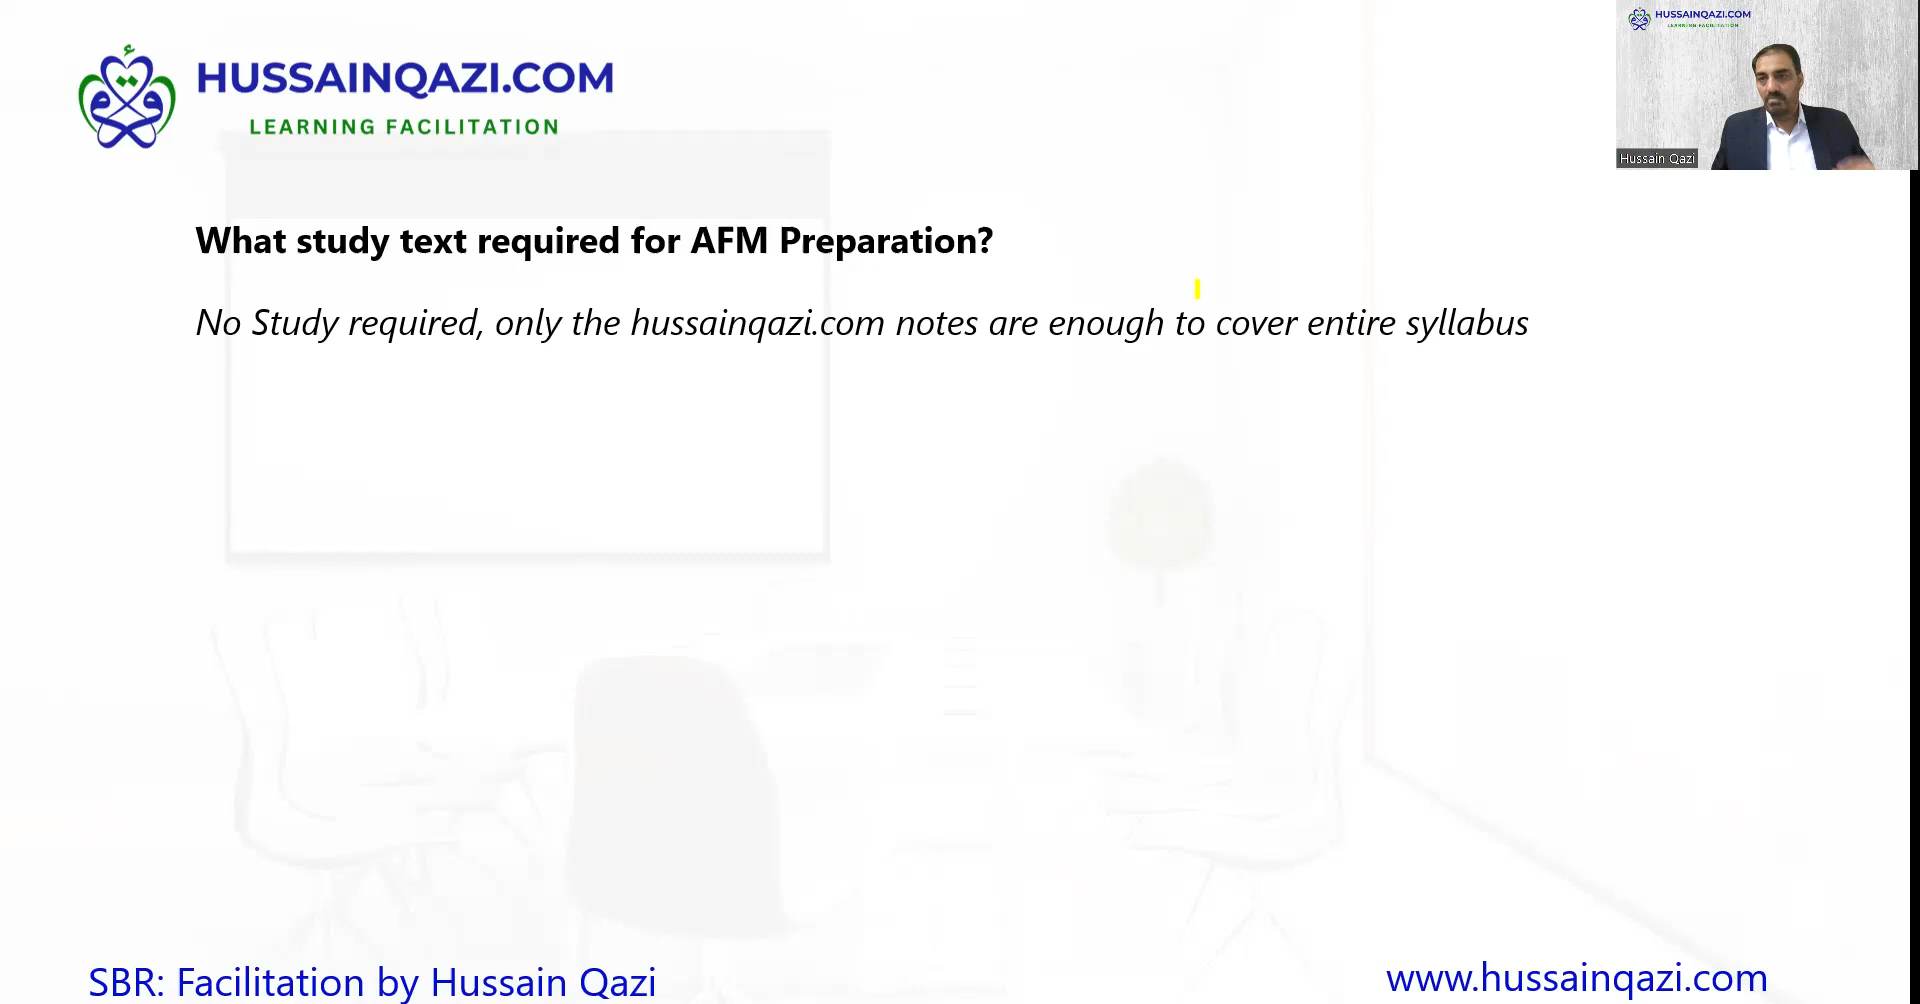 HUSSAINQAZI.COM
LEARNING FACILITATION
HUSSAINQAZI.COM
LEARNING FACILITATION
Hussain Qazi
What study text required for AFM Preparation?
No Study required, only the hussainqazi.com notes are enough to cover entire syllabus
SBR: Facilitation by Hussain Qazi
www.hussainqazi.com